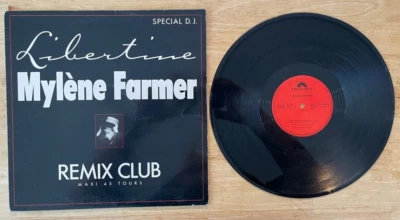 SPECIAL D.J.
Libertine
Mylène Farmer
REMIX CLUB
MAXI 45 TOURS